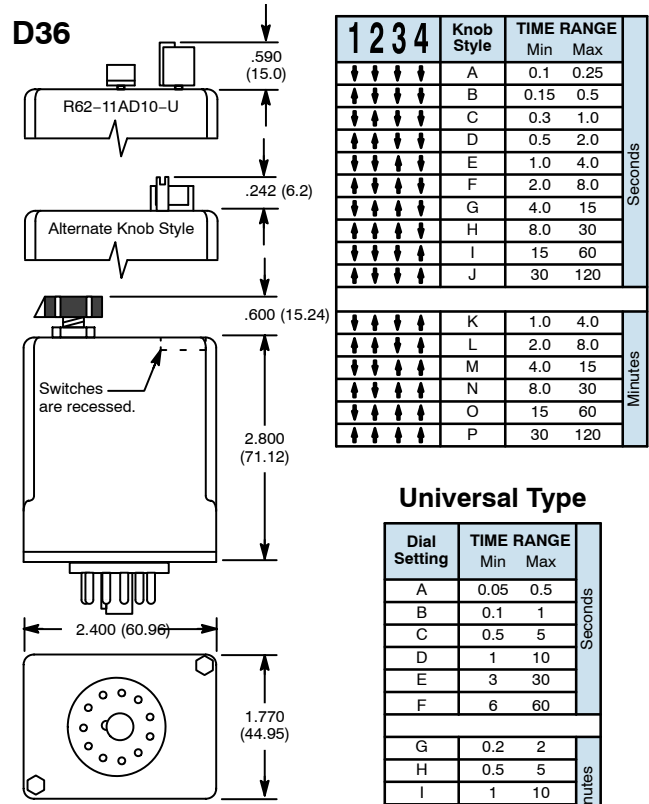 D36
.590
(15.0)
R62–11AD10–U
.242 (6.2)
Alternate Knob Style
.600 (15.24)
Switches
are recessed.
2.800
(71.12)
2.400 (60.96)
1.770
(44.95)
1 2 3 4 Knob Style TIME RANGE Min Max
A 0.1 0.25
B 0.15 0.5
C 0.3 1.0
D 0.5 2.0
E 1.0 4.0
F 2.0 8.0
G 4.0 15
H 8.0 30
I 15 60
J 30 120
Seconds
K 1.0 4.0
L 2.0 8.0
M 4.0 15
N 8.0 30
O 15 60
P 30 120
Minutes
Universal Type
Dial Setting TIME RANGE Min Max
A 0.05 0.5
B 0.1 1
C 0.5 5
D 1 10
E 3 30
F 6 60
Seconds
G 0.2 2
H 0.5 5
I 1 10